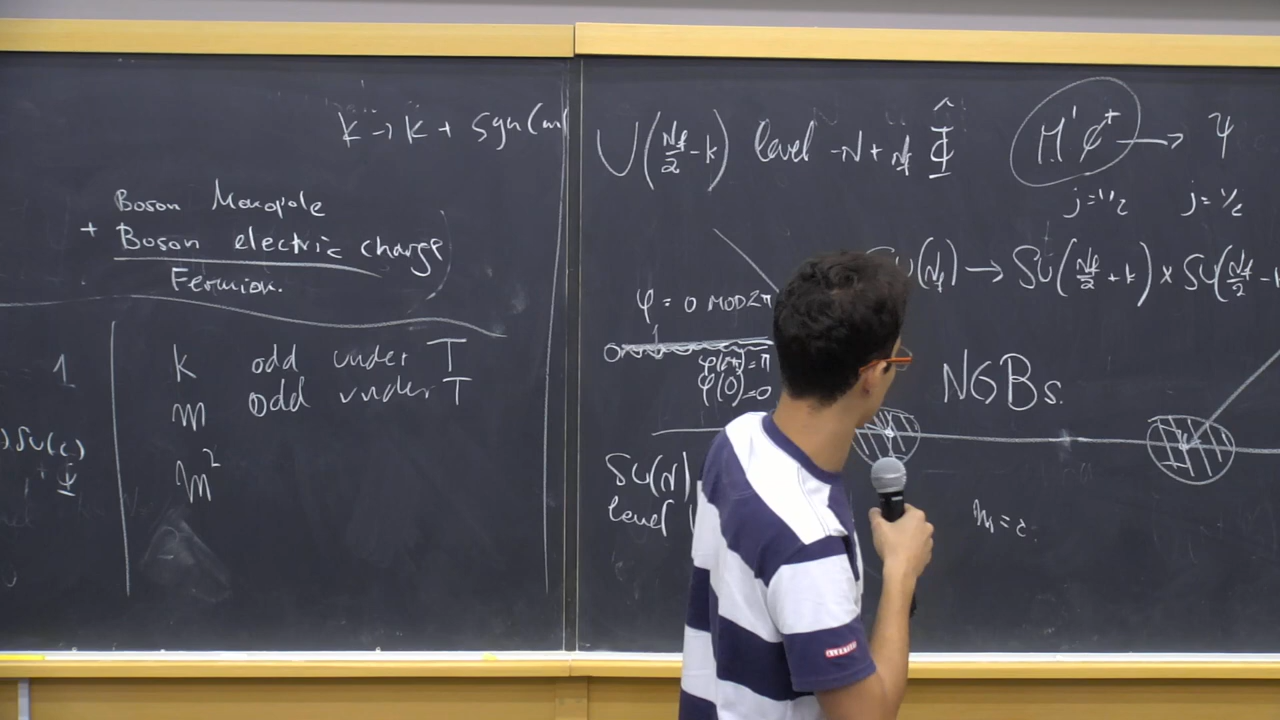 k → k + sgn(m
Boson Monopole
+ Boson electric charge
Fermion.
1
k odd under T
m odd under T
m²
) SU(2)
+ Ψ
U(Nf/2 - k) level -N + Nf Φ̂
M'φ⁺ → Ψ
j=1/2 j=1/2
SU(Nf) → SU(Nf/2 + k) × SU(Nf/2 - k
φ = 0 MOD 2π
0
φ(0)=0
NGBs.
SU(N)
level